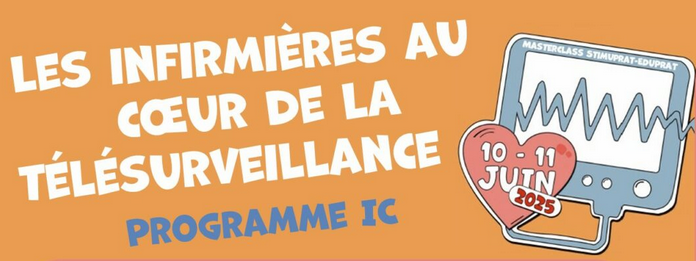 LES INFIRMIÈRES AU
CŒUR DE LA
TÉLÉSURVEILLANCE
PROGRAMME IC
MASTERCLASS STIMUPRAT-EDUPRAT
10 - 11
JUIN
2025